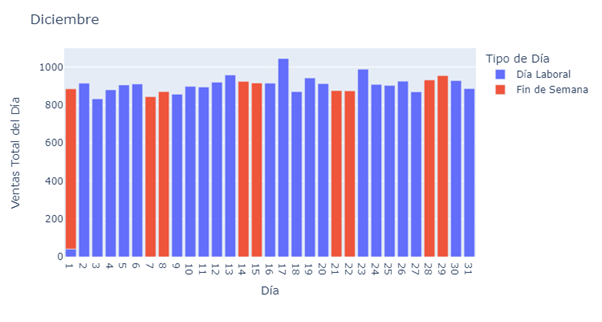 Diciembre
Tipo de Día
Día Laboral
Fin de Semana
Ventas Total del Día
1000
800
600
400
200
0
1 2 3 4 5 6 7 8 9 10 11 12 13 14 15 16 17 18 19 20 21 22 23 24 25 26 27 28 29 30 31
Día